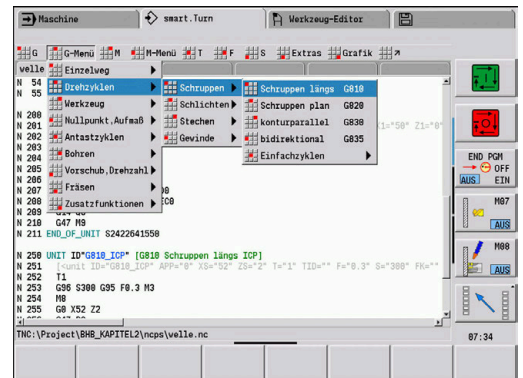 Maschine smart.Turn Werkzeug-Editor
G G-Menü M M-Menü T F S Extras Grafik
velle
Einzelweg
Drehzyklen
Werkzeug
Nullpunkt,Aufmaß
Antastzyklen
Bohren
Vorschub,Drehzahl
Fräsen
Zusatzfunktionen
Schruppen
Schlichten
Stechen
Gewinde
Schruppen längs G810
Schruppen plan G820
konturparallel G830
bidirektional G835
Einfachzyklen
N 54
N 55
N 200
N 201 K1="50" Z1="0"
N 202
N 203
N 204
N 205
N 206
N 207
N 208
N 209
N 210 G47 M9
N 211 END_OF_UNIT S2422641550
N 250 UNIT ID"G810_ICP" [G810 Schruppen längs ICP]
N 251 [<unit ID="G810_ICP" APP="0" XS="52" ZS="2" T="1" TID="" F="0.3" S="300" FK=""
N 252 T1
N 253 G96 S300 G95 F0.3 M3
N 254 M8
N 255 G0 X52 Z2
TNC:\Project\BHB_KAPITEL2\ncps\velle.nc
END PGM
OFF
AUS EIN
M07
AUS
M08
AUS
07:34